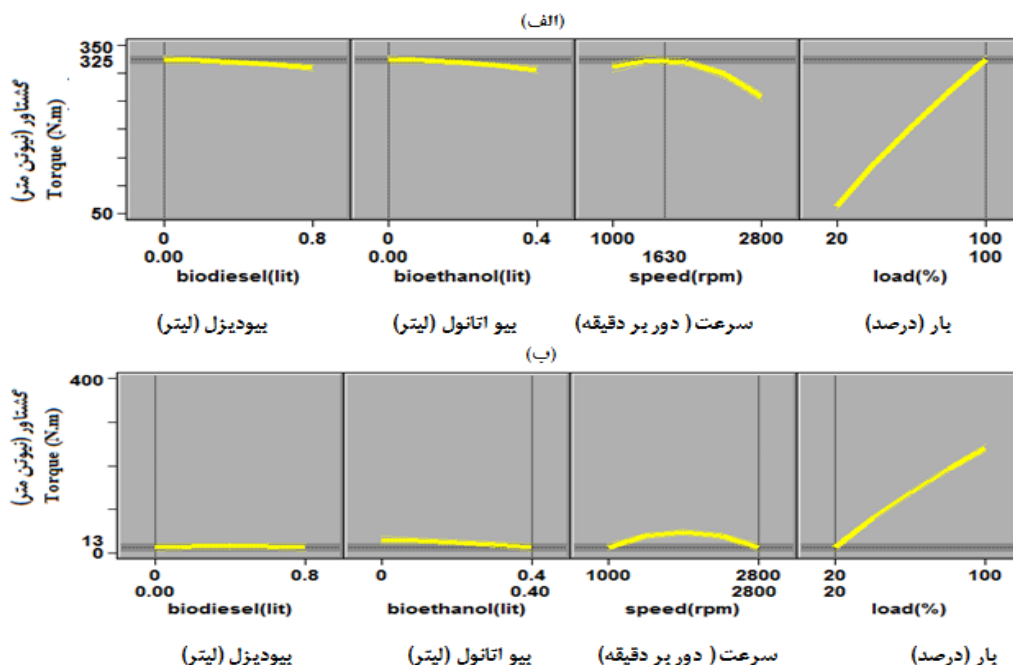 (الف)
350
325
50
گشتاور (نیوتن متر)
Torque (N.m)
0 0.8 0 0.4 1000 2800 20 100
0.00 0.00 1630 100
biodiesel(lit) bioethanol(lit) speed(rpm) load(%)
بیودیزل (لیتر) بیو اتانول (لیتر) سرعت ( دور بر دقیقه) بار (درصد)
(ب)
400
13
0
گشتاور (نیوتن متر)
Torque (N.m)
0 0.8 0 0.4 1000 2800 20 100
0.00 0.40 2800 20
biodiesel(lit) bioethanol(lit) speed(rpm) load(%)
بیودیزل (لیتر) بیو اتانول (لیتر) سرعت ( دور بر دقیقه) بار (درصد)